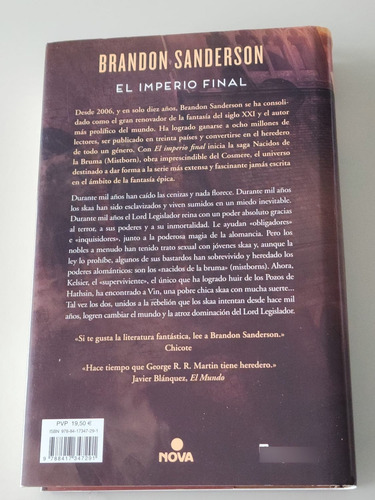 BRANDON SANDERSON
EL IMPERIO FINAL
Desde 2006, y en solo diez años, Brandon Sanderson se ha consoli-
dado como el gran renovador de la fantasía del siglo XXI y el autor
más prolífico del mundo. Ha logrado ganarse a ocho millones de
lectores, ser publicado en treinta países y convertirse en el heredero
de todo un género. Con El imperio final inicia la saga Nacidos de
la Bruma (Mistborn), obra imprescindible del Cosmere, el universo
destinado a dar forma a la serie más extensa y fascinante jamás escrita
en el ámbito de la fantasía épica.
Durante mil años han caído las cenizas y nada florece. Durante mil años
los skaa han sido esclavizados y viven sumidos en un miedo inevitable.
Durante mil años el Lord Legislador reina con un poder absoluto gracias
al terror, a sus poderes y a su inmortalidad. Le ayudan «obligadores»
e «inquisidores», junto a la poderosa magia de la alomancia. Pero los
nobles a menudo han tenido trato sexual con jóvenes skaa y, aunque la
ley lo prohíbe, algunos de sus bastardos han sobrevivido y heredado los
poderes alománticos: son los «nacidos de la bruma» (mistborns). Ahora,
Kelsier, el «superviviente», el único que ha logrado huir de los Pozos de
Hathsin, ha encontrado a Vin, una pobre chica skaa con mucha suerte...
Tal vez los dos, unidos a la rebelión que los skaa intentan desde hace mil
años, logren cambiar el mundo y la atroz dominación del Lord Legislador.
«Si te gusta la literatura fantástica, lee a Brandon Sanderson.»
Chicote
«Hace tiempo que George R. R. Martin tiene heredero.»
Javier Blánquez, El Mundo
PVP 19,50 €
ISBN: 978-84-17347-29-1
9 788417 347291
NOVA